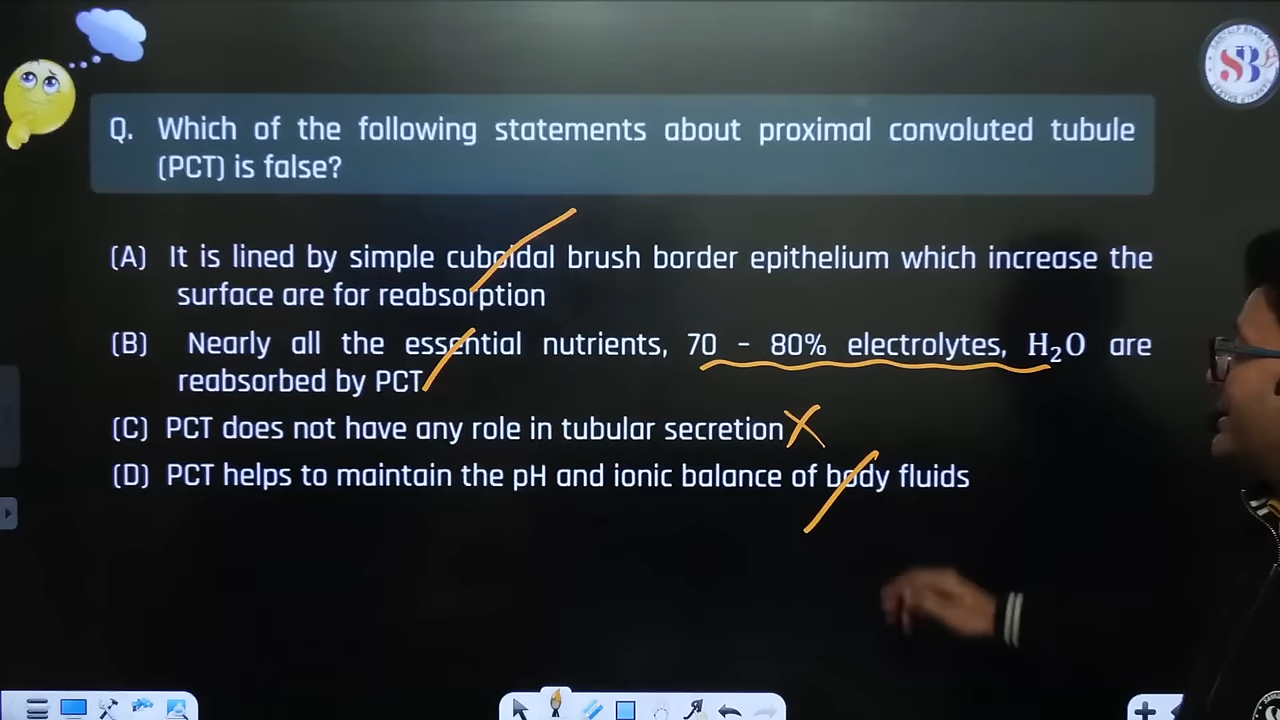 Q. Which of the following statements about proximal convoluted tubule
(PCT) is false?
(A) It is lined by simple cuboidal brush border epithelium which increase the
surface are for reabsorption
(B) Nearly all the essential nutrients, 70 - 80% electrolytes, H₂O are
reabsorbed by PCT
(C) PCT does not have any role in tubular secretion
(D) PCT helps to maintain the pH and ionic balance of body fluids
SB